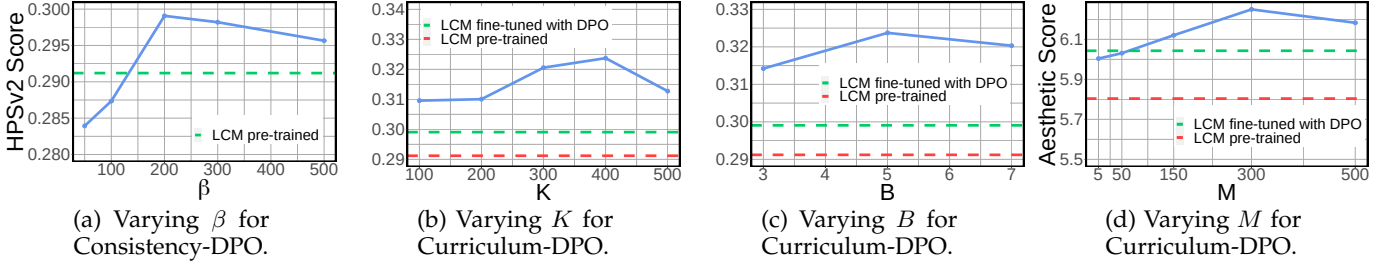 HPSv2 Score
0.300
0.295
0.290
0.285
0.280
LCM pre-trained
100 200 300 400 500
β
(a) Varying β for
Consistency-DPO.
0.34
0.33
0.32
0.31
0.30
0.29
LCM fine-tuned with DPO
LCM pre-trained
100 200 300 400 500
K
(b) Varying K for
Curriculum-DPO.
0.33
0.32
0.31
0.30
0.29
LCM fine-tuned with DPO
LCM pre-trained
3 4 5 6 7
B
(c) Varying B for
Curriculum-DPO.
Aesthetic Score
6.1
5.9
5.7
5.5
LCM fine-tuned with DPO
LCM pre-trained
5 50 150 300 500
M
(d) Varying M for
Curriculum-DPO.